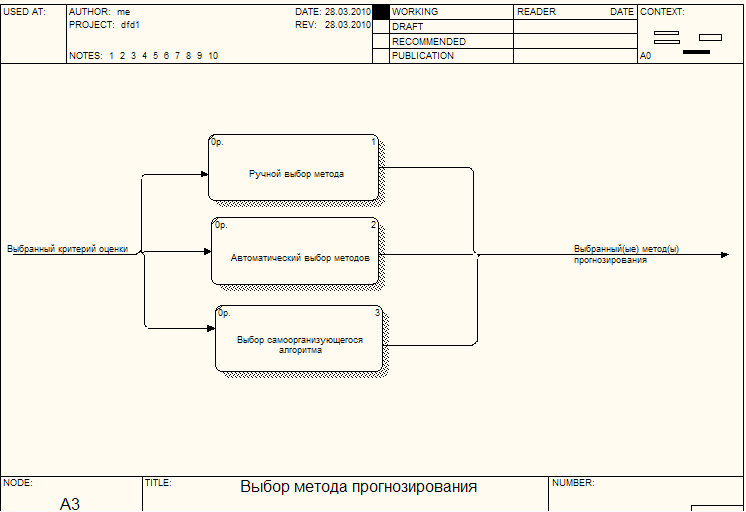 USED AT:
AUTHOR: me
DATE: 28.03.2010
WORKING
READER
DATE
CONTEXT:
PROJECT: dfd1
REV: 28.03.2010
DRAFT
RECOMMENDED
NOTES: 1 2 3 4 5 6 7 8 9 10
PUBLICATION
A0
0р.
1
Ручной выбор метода
0р.
2
Автоматический выбор методов
Выбранный критерий оценки
Выбранный(ые) метод(ы)
прогнозирования
0р.
3
Выбор самоорганизующегося
алгоритма
NODE:
A3
TITLE:
Выбор метода прогнозирования
NUMBER: